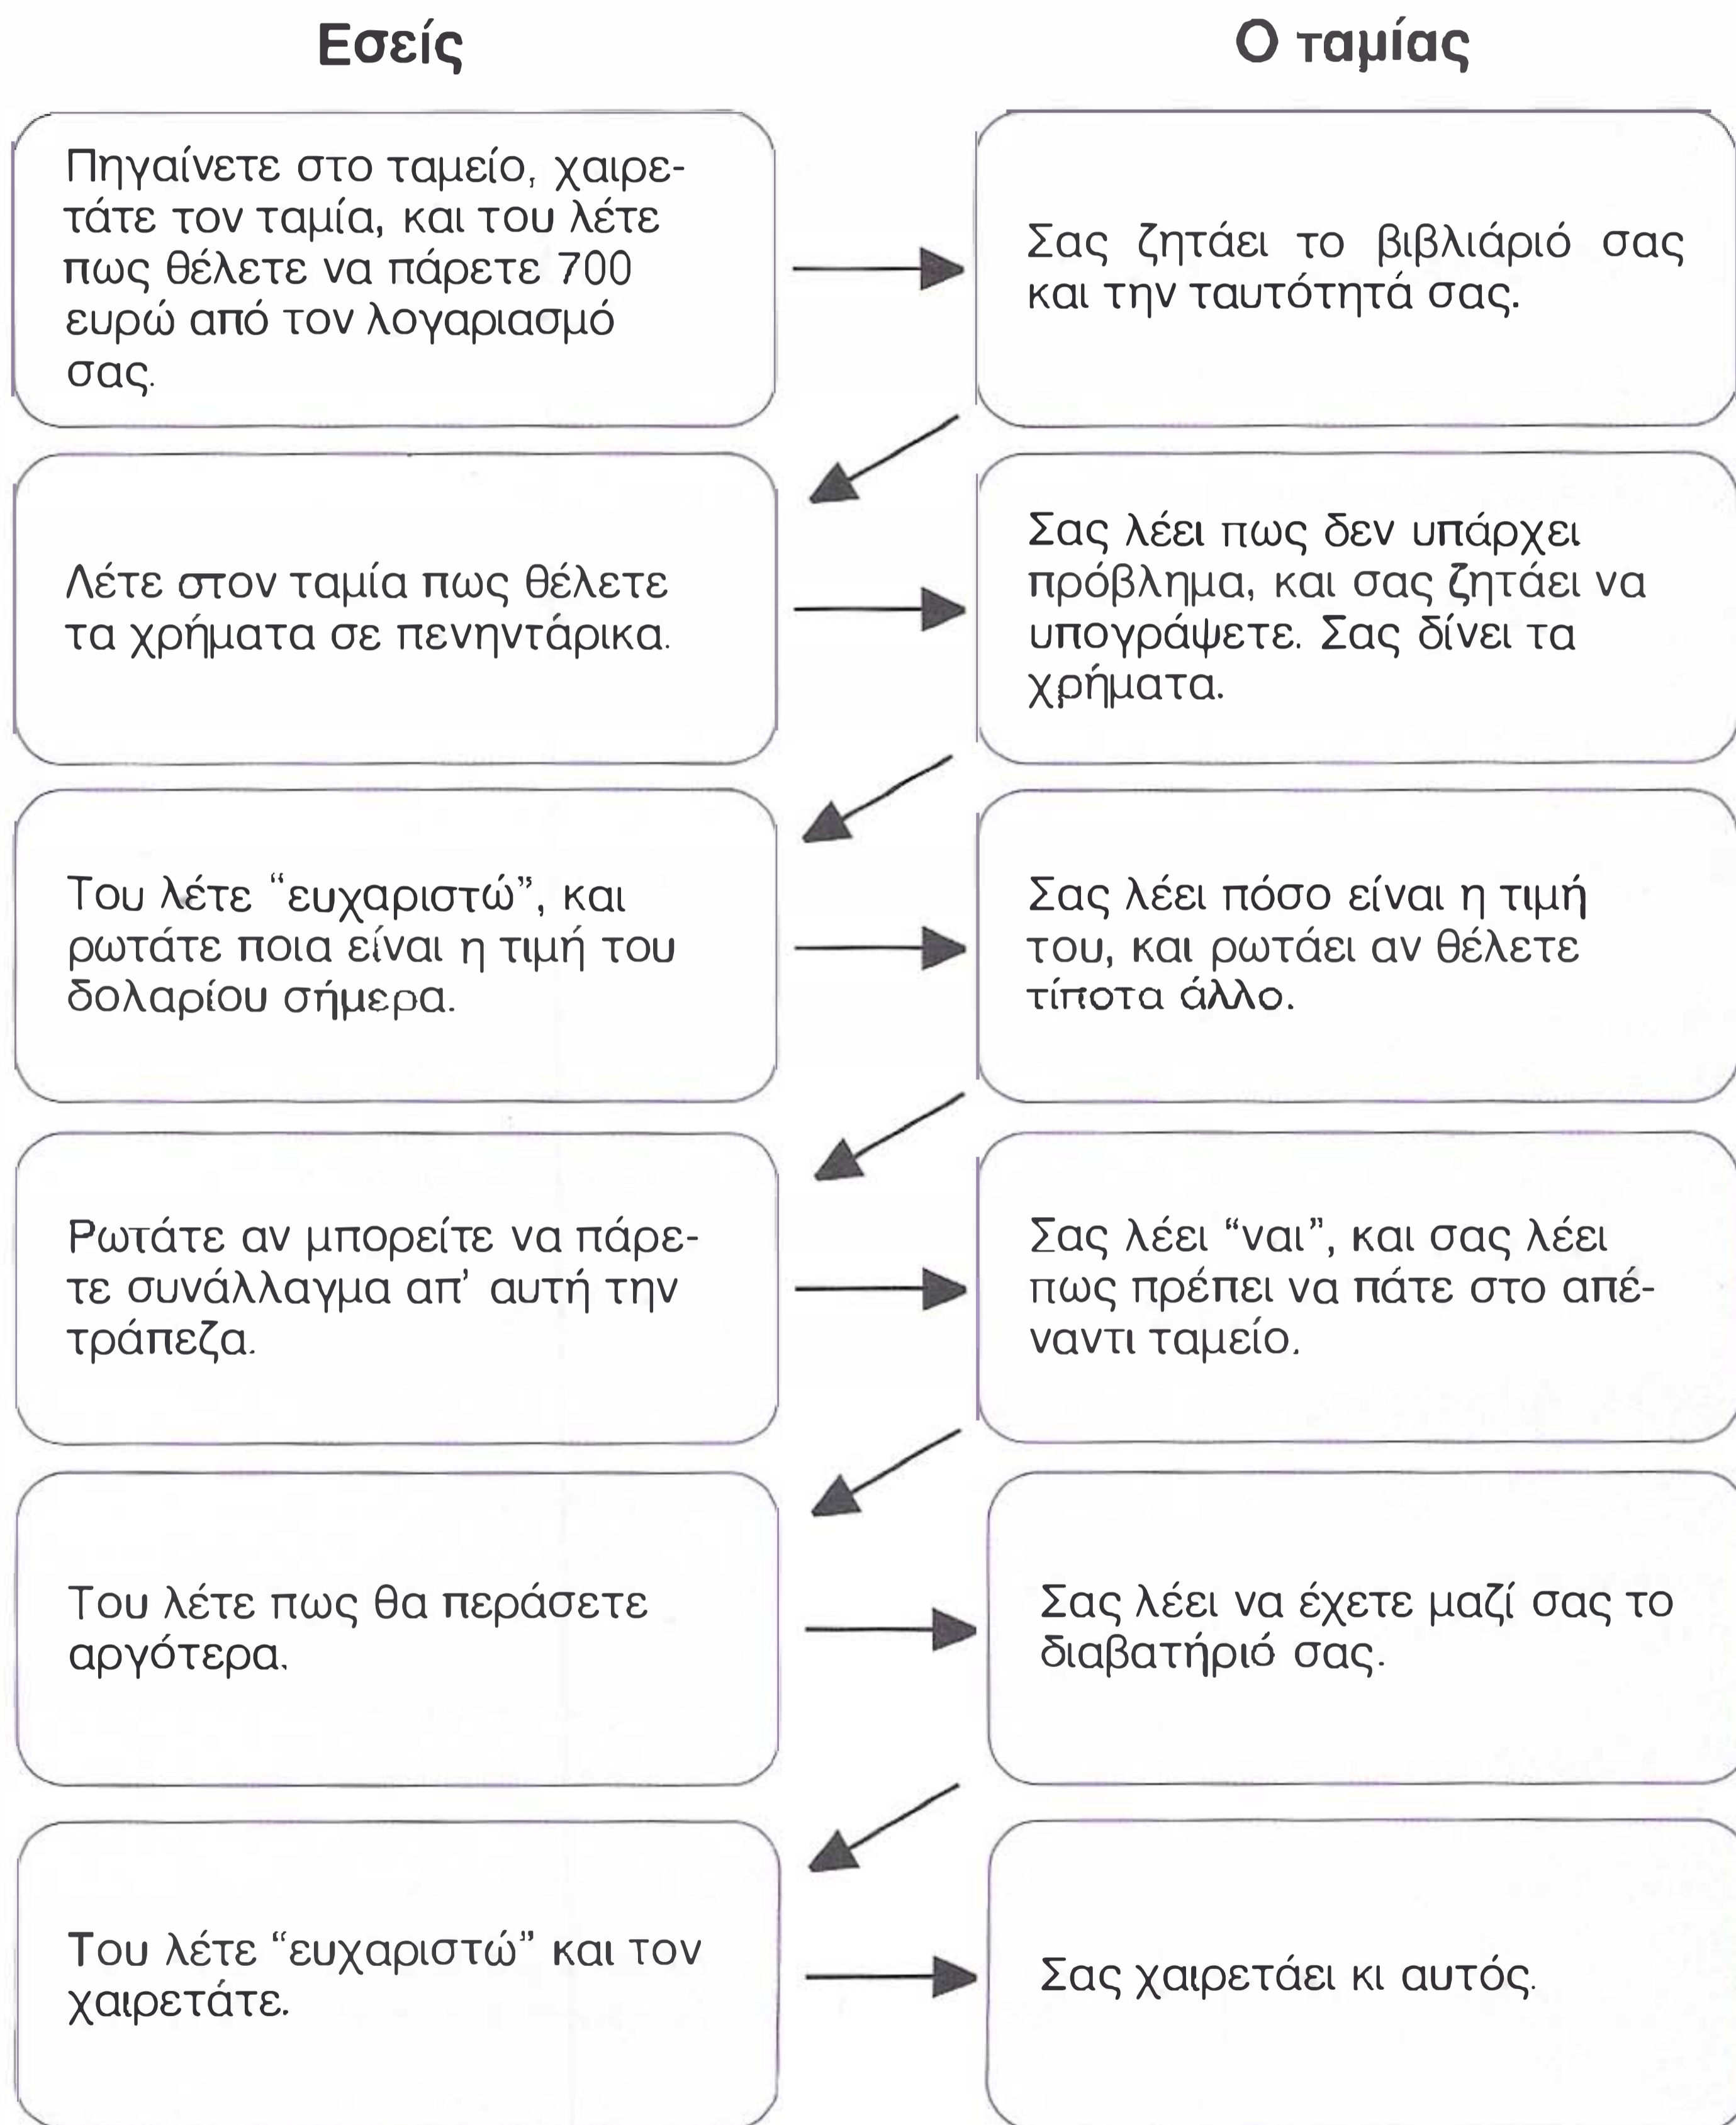 Εσείς
Ο ταμίας
Πηγαίνετε στο ταμείο, χαιρε-
τάτε τον ταμία, και του λέτε
πως θέλετε να πάρετε 700
ευρώ από τον λογαριασμό
σας.
Σας ζητάει το βιβλιάριό σας
και την ταυτότητά σας.
Λέτε στον ταμία πως θέλετε
τα χρήματα σε πενηντάρικα.
Σας λέει πως δεν υπάρχει
πρόβλημα, και σας ζητάει να
υπογράψετε. Σας δίνει τα
χρήματα.
Του λέτε “ευχαριστώ”, και
ρωτάτε ποια είναι η τιμή του
δολαρίου σήμερα.
Σας λέει πόσο είναι η τιμή
του, και ρωτάει αν θέλετε
τίποτα άλλο.
Ρωτάτε αν μπορείτε να πάρε-
τε συνάλλαγμα απ’ αυτή την
τράπεζα.
Σας λέει “ναι”, και σας λέει
πως πρέπει να πάτε στο απέ-
ναντι ταμείο.
Του λέτε πως θα περάσετε
αργότερα.
Σας λέει να έχετε μαζί σας το
διαβατήριό σας.
Του λέτε “ευχαριστώ” και τον
χαιρετάτε.
Σας χαιρετάει κι αυτός.